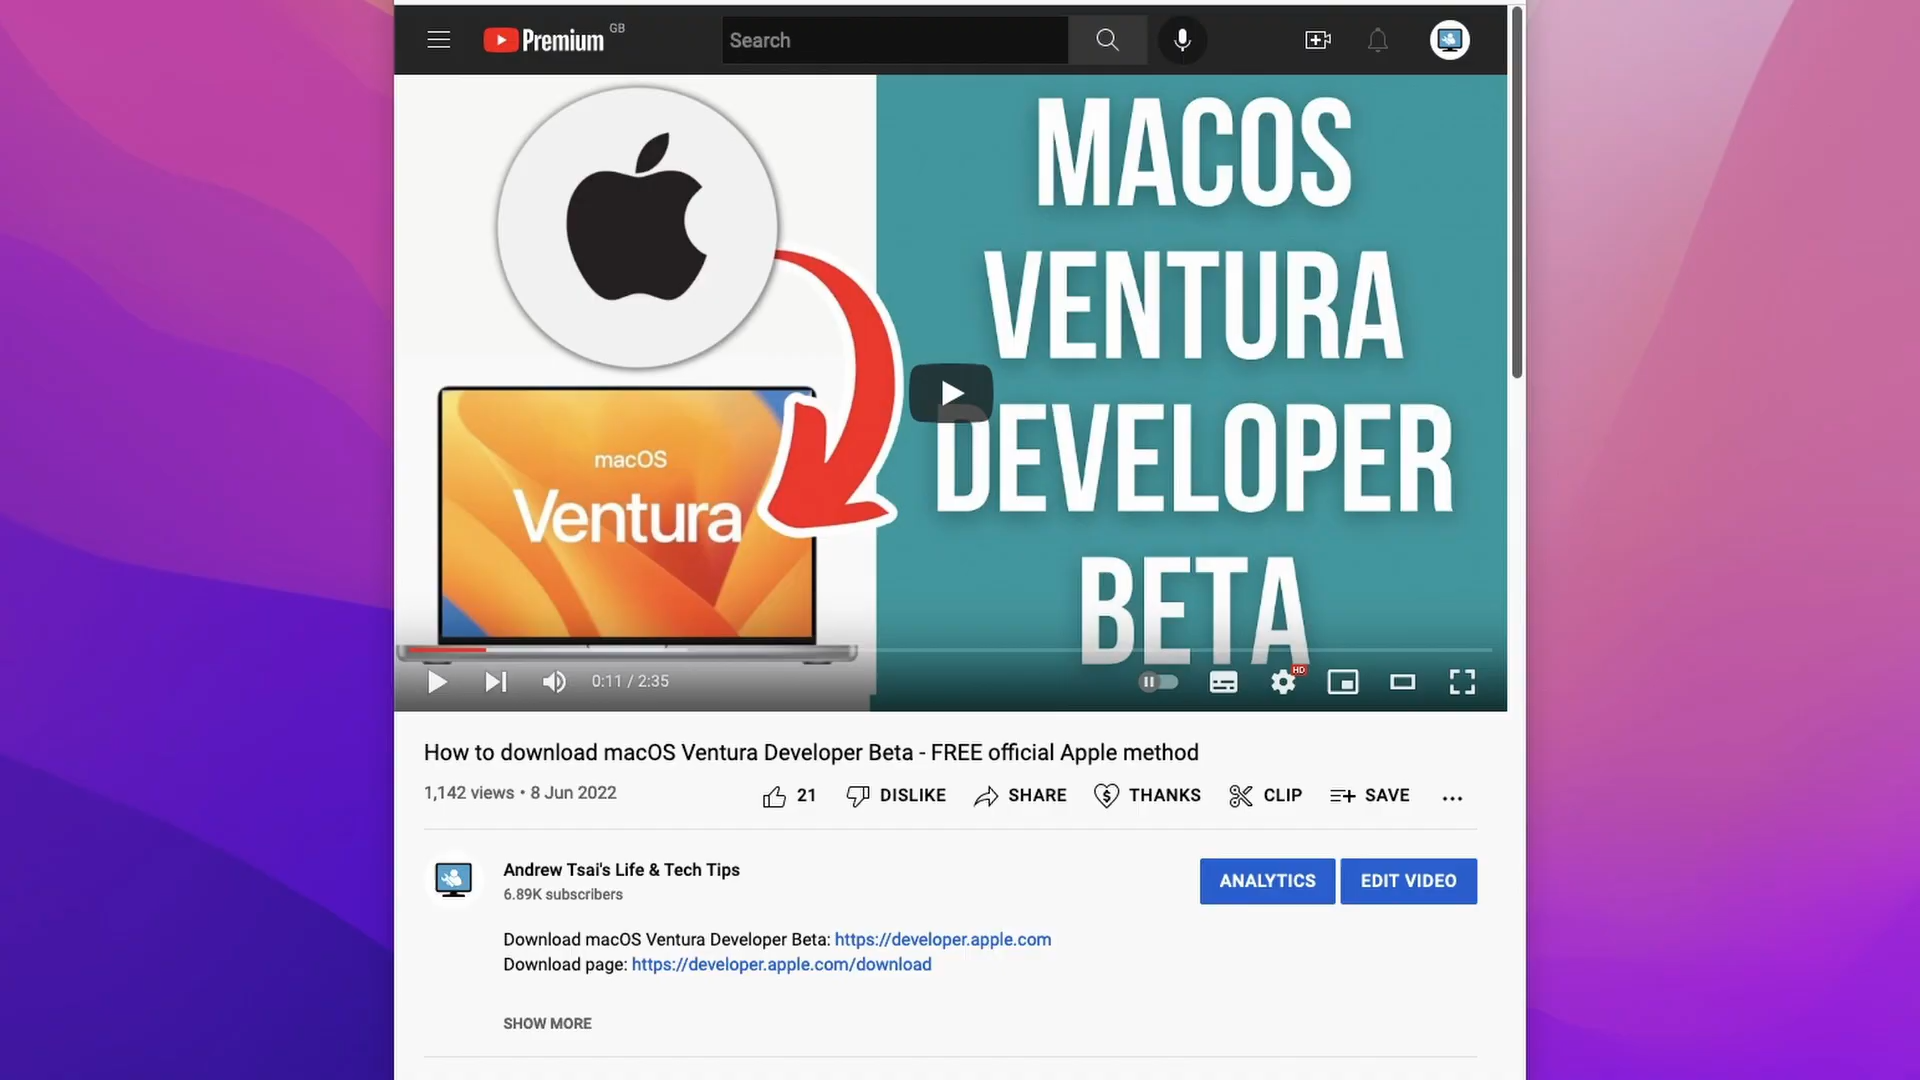 Premium GB
Search
MACOS
VENTURA
DEVELOPER
BETA
macOS
Ventura
0:11 / 2:35
HD
How to download macOS Ventura Developer Beta - FREE official Apple method
1,142 views • 8 Jun 2022
21 DISLIKE SHARE THANKS CLIP SAVE
Andrew Tsai's Life & Tech Tips
6.89K subscribers
ANALYTICS EDIT VIDEO
Download macOS Ventura Developer Beta: https://developer.apple.com
Download page: https://developer.apple.com/download
SHOW MORE